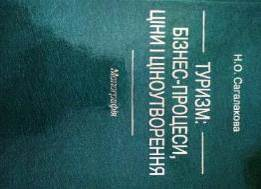 Н.О. Сагалакова
ТУРИЗМ:
БІЗНЕС-ПРОЦЕСИ,
ЦІНИ І ЦІНОУТВОРЕННЯ
Монографія